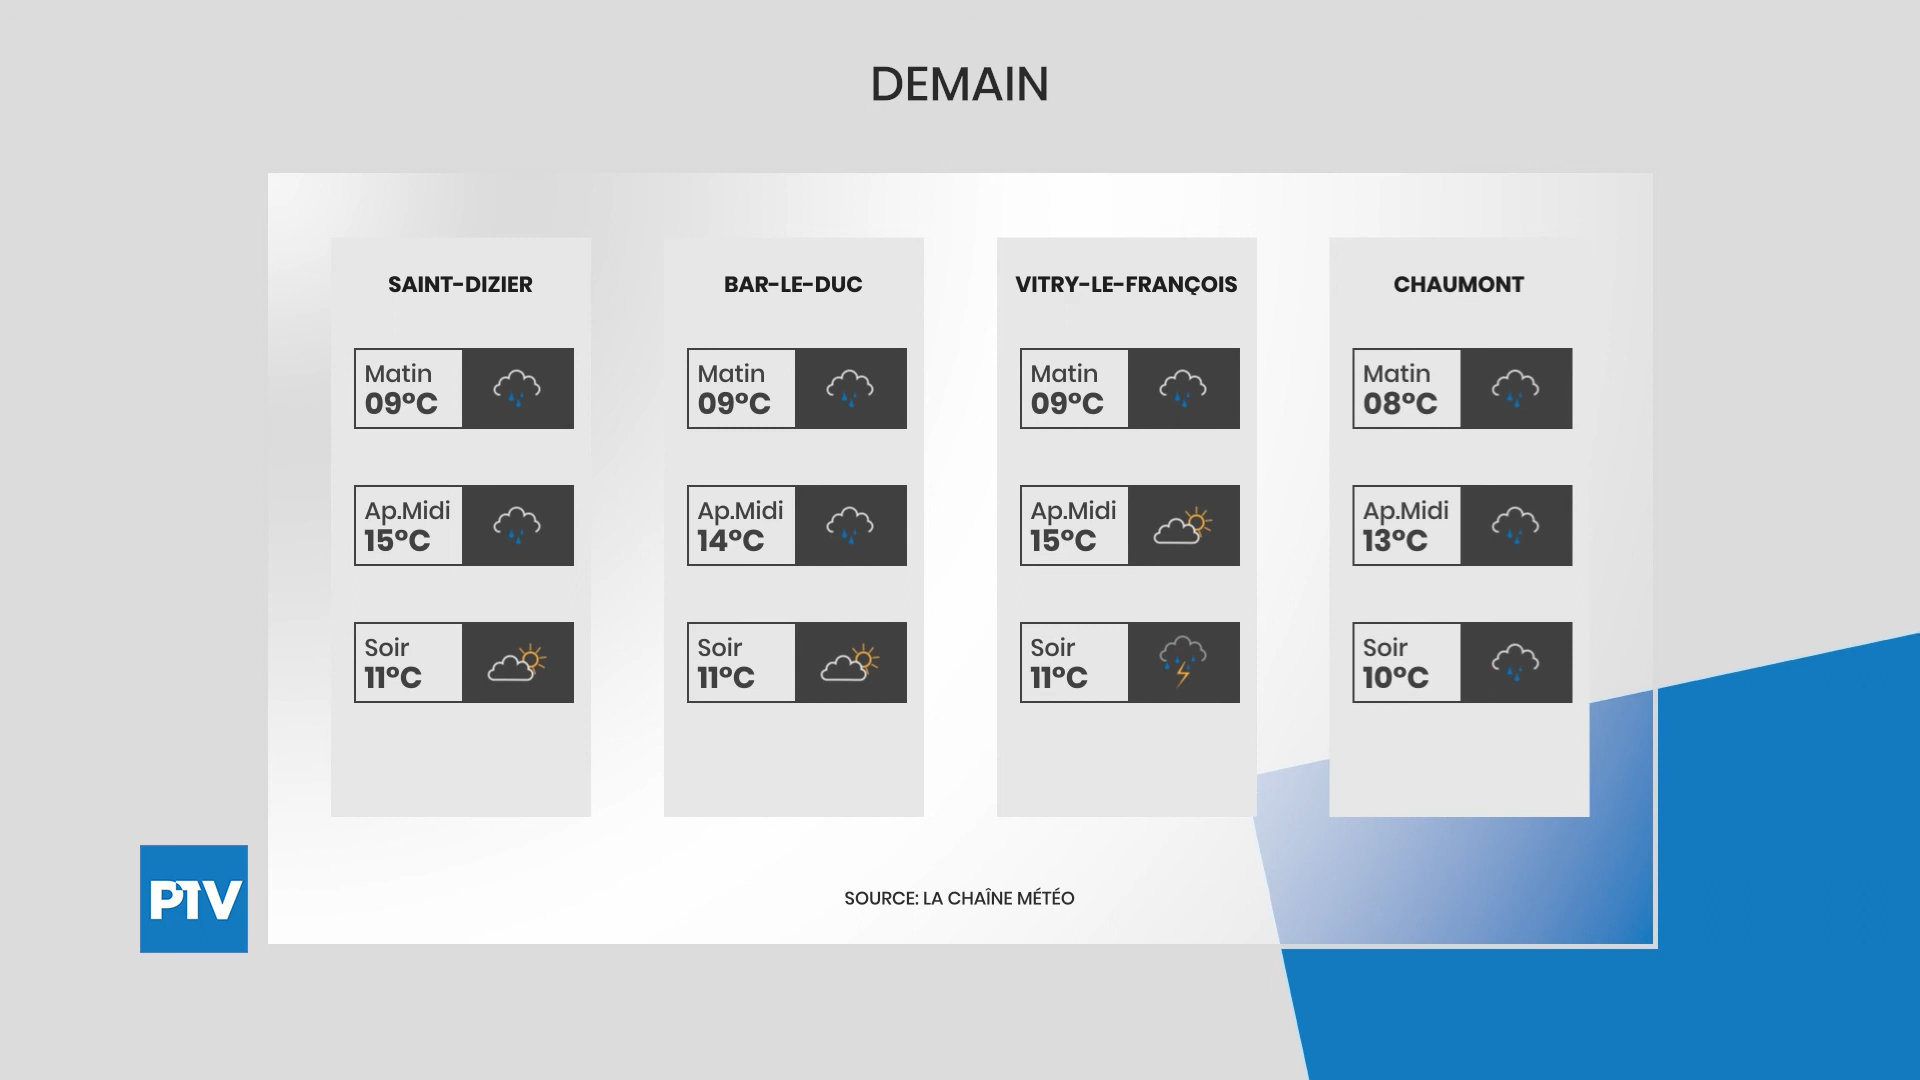 DEMAIN
SAINT-DIZIER
Matin
09°C
Ap.Midi
15°C
Soir
11°C
BAR-LE-DUC
Matin
09°C
Ap.Midi
14°C
Soir
11°C
VITRY-LE-FRANÇOIS
Matin
09°C
Ap.Midi
15°C
Soir
11°C
CHAUMONT
Matin
08°C
Ap.Midi
13°C
Soir
10°C
PTV
SOURCE: LA CHAÎNE MÉTÉO